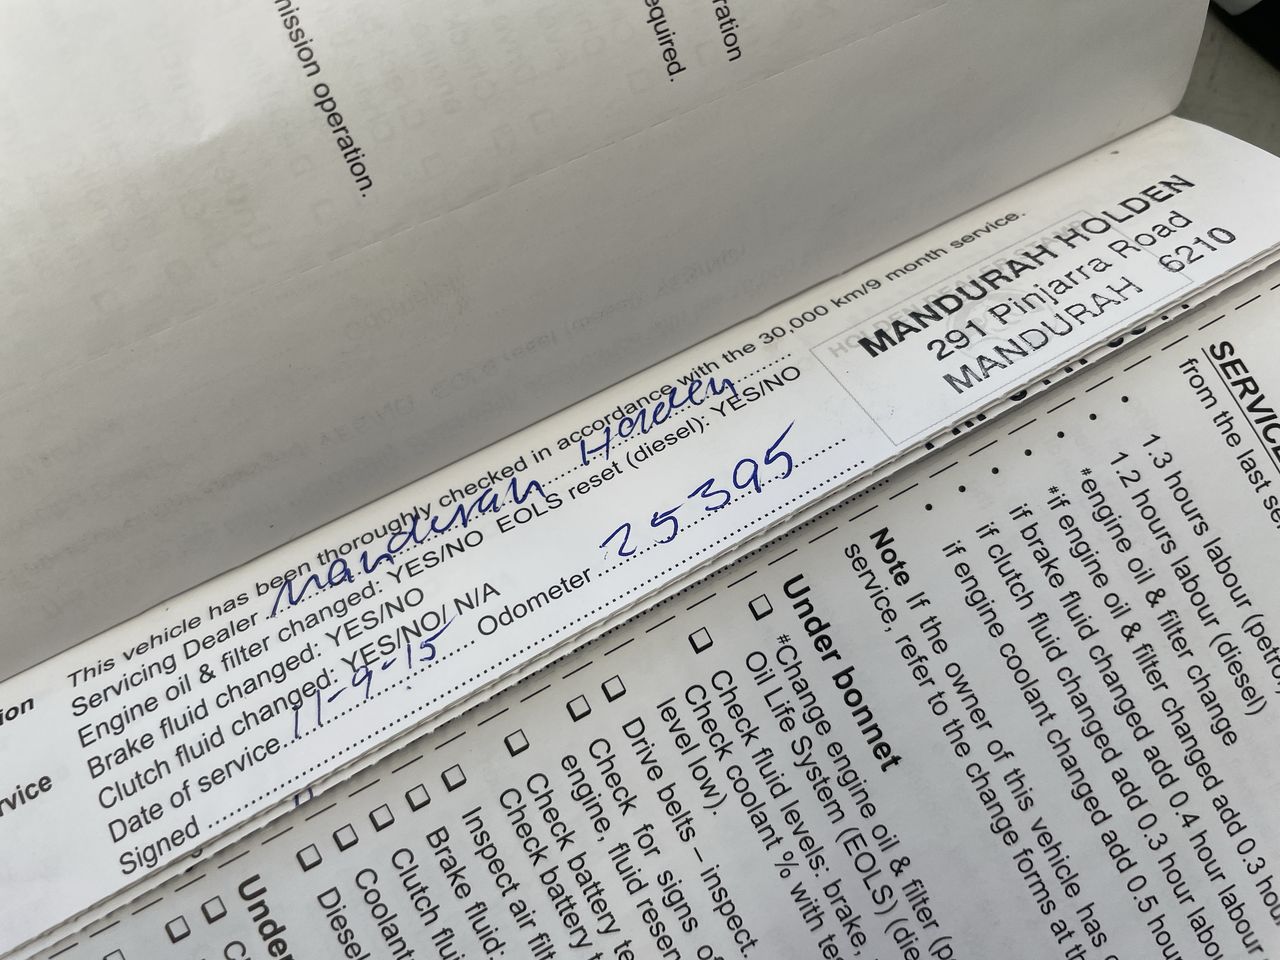 mission operation.
equired.
ration
ion
rvice
This vehicle has been thoroughly checked in accordance with the 30,000 km/9 month service.
Servicing Dealer Mandurah Holden
Engine oil & filter changed: YES/NO EOLS reset (diesel): YES/NO
Brake fluid changed: YES/NO
Clutch fluid changed: YES/NO/ N/A
Date of service 11-9-15 Odometer 25395
Signed
MANDURAH HOLDEN
291 Pinjarra Road
MANDURAH 6210
SERVICE
from the last se
1.3 hours labour (petro
1.2 hours labour (diesel)
#engine oil & filter change
#if engine oil & filter changed add 0.3 hou
if brake fluid changed add 0.4 hour labour
if clutch fluid changed add 0.3 hour labo
if engine coolant changed add 0.5 hour
Note If the owner of this vehicle has
service, refer to the change forms at th
Under bonnet
#Change engine oil & filter (pe
Oil Life System (EOLS) (die
Check fluid levels: brake,
Check coolant % with te
level low).
Drive belts – inspect.
Check for signs o
engine, fluid reser
Check battery te
Check battery t
Inspect air filt
Brake fluid:
Clutch flui
Coolant
Diesel
Under
C